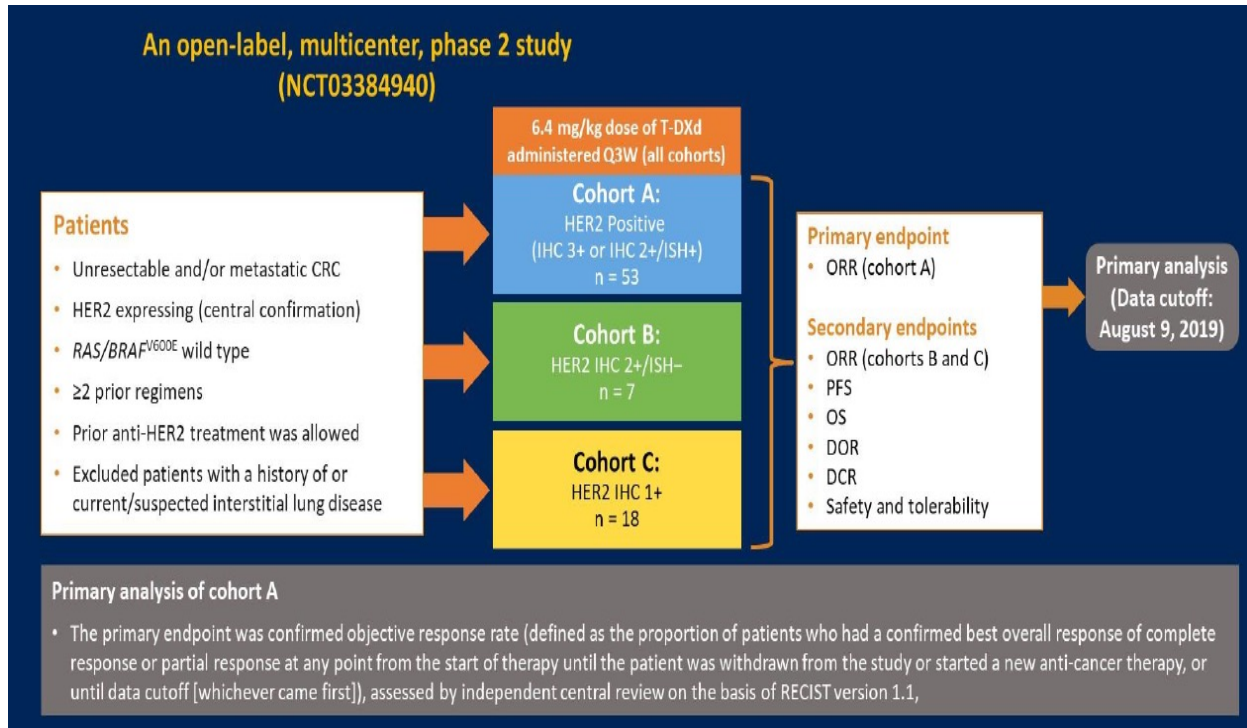 An open-label, multicenter, phase 2 study
(NCT03384940)
6.4 mg/kg dose of T-DXd
administered Q3W (all cohorts)
Patients
• Unresectable and/or metastatic CRC
• HER2 expressing (central confirmation)
• RAS/BRAFV600E wild type
• ≥2 prior regimens
• Prior anti-HER2 treatment was allowed
• Excluded patients with a history of or
current/suspected interstitial lung disease
Cohort A:
HER2 Positive
(IHC 3+ or IHC 2+/ISH+)
n = 53
Cohort B:
HER2 IHC 2+/ISH–
n = 7
Cohort C:
HER2 IHC 1+
n = 18
Primary endpoint
• ORR (cohort A)
Secondary endpoints
• ORR (cohorts B and C)
• PFS
• OS
• DOR
• DCR
• Safety and tolerability
Primary analysis
(Data cutoff:
August 9, 2019)
Primary analysis of cohort A
• The primary endpoint was confirmed objective response rate (defined as the proportion of patients who had a confirmed best overall response of complete
response or partial response at any point from the start of therapy until the patient was withdrawn from the study or started a new anti-cancer therapy, or
until data cutoff [whichever came first]), assessed by independent central review on the basis of RECIST version 1.1,